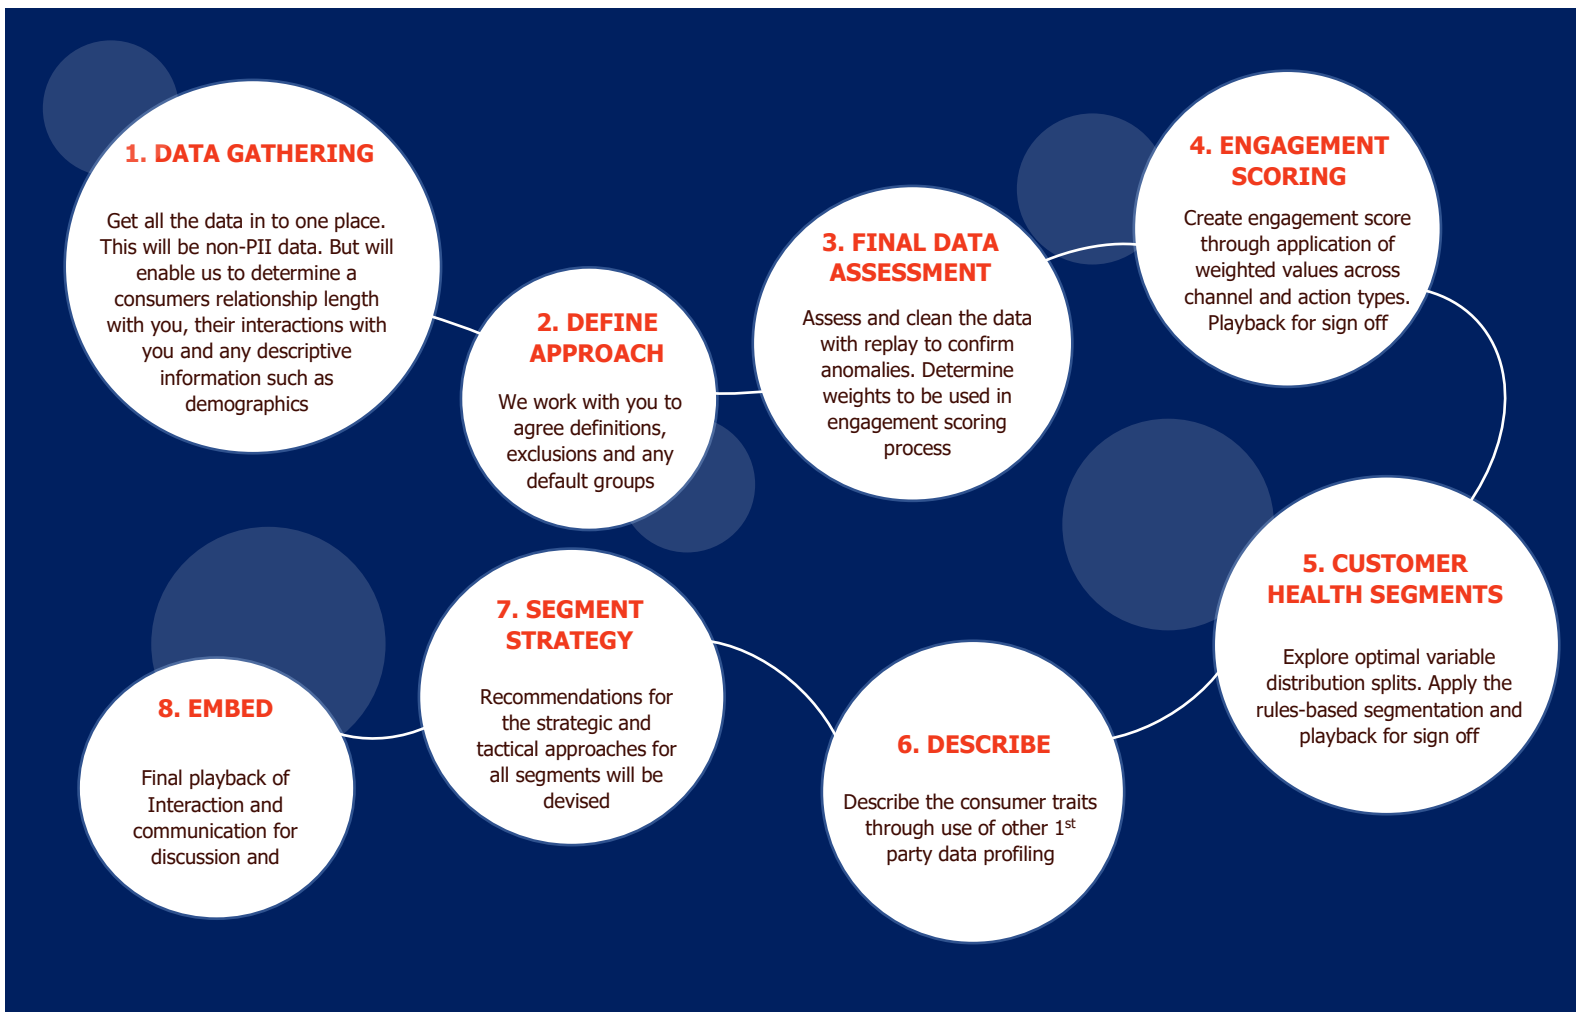 1. DATA GATHERING
Get all the data in to one place.
This will be non-PII data. But will
enable us to determine a
consumers relationship length
with you, their interactions with
you and any descriptive
information such as
demographics
2. DEFINE
APPROACH
We work with you to
agree definitions,
exclusions and any
default groups
3. FINAL DATA
ASSESSMENT
Assess and clean the data
with replay to confirm
anomalies. Determine
weights to be used in
engagement scoring
process
4. ENGAGEMENT
SCORING
Create engagement score
through application of
weighted values across
channel and action types.
Playback for sign off
5. CUSTOMER
HEALTH SEGMENTS
Explore optimal variable
distribution splits. Apply the
rules-based segmentation and
playback for sign off
6. DESCRIBE
Describe the consumer traits
through use of other 1st
party data profiling
7. SEGMENT
STRATEGY
Recommendations for
the strategic and
tactical approaches for
all segments will be
devised
8. EMBED
Final playback of
Interaction and
communication for
discussion and